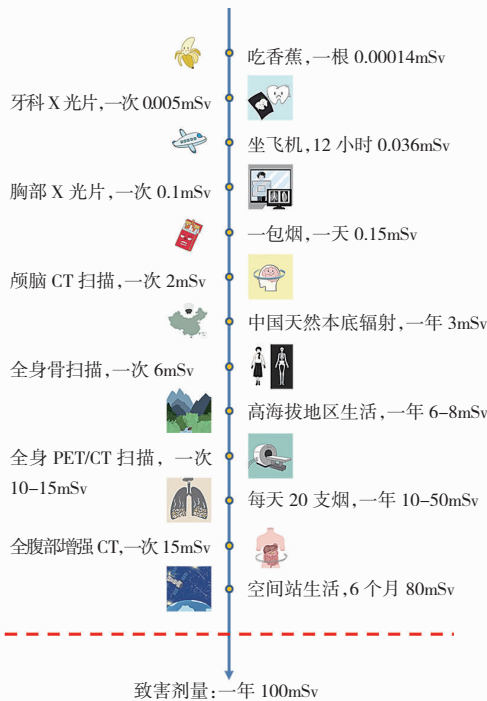 吃香蕉,一根 0.00014mSv
牙科 X 光片,一次 0.005mSv
坐飞机,12 小时 0.036mSv
胸部 X 光片,一次 0.1mSv
一包烟,一天 0.15mSv
颅脑 CT 扫描,一次 2mSv
中国天然本底辐射,一年 3mSv
全身骨扫描,一次 6mSv
高海拔地区生活,一年 6–8mSv
全身 PET/CT 扫描, 一次
10–15mSv
每天 20 支烟,一年 10–50mSv
全腹部增强 CT,一次 15mSv
空间站生活,6 个月 80mSv
致害剂量:一年 100mSv